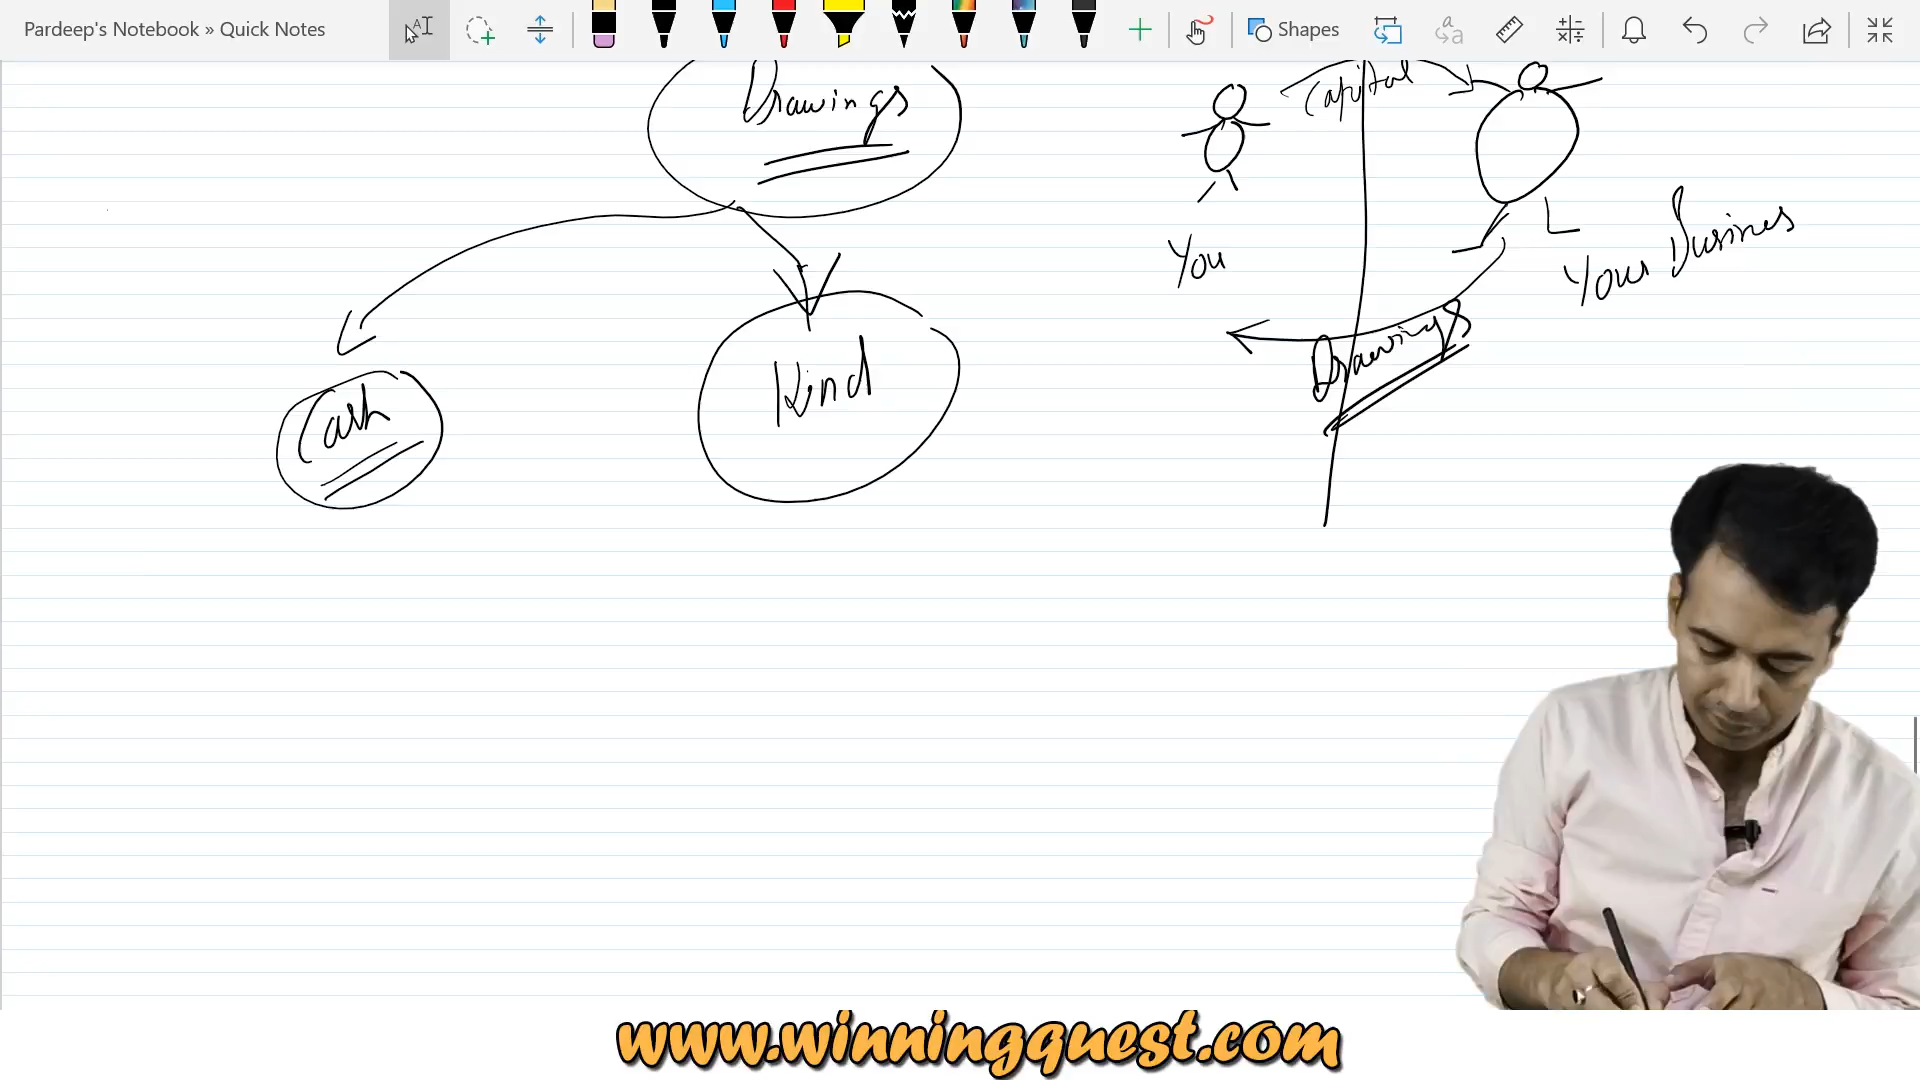 Pardeep's Notebook » Quick Notes
Shapes
Drawings
Capital
You
Your Business
Drawings
Cash
Kind
www.winningquest.com